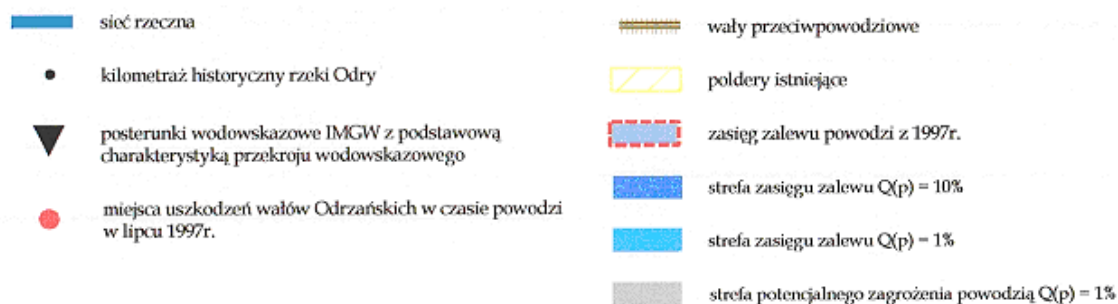 sieć rzeczna
kilometraż historyczny rzeki Odry
posterunki wodowskazowe IMGW z podstawową
charakterystyką przekroju wodowskazowego
miejsca uszkodzeń wałów Odrzańskich w czasie powodzi
w lipcu 1997r.
wały przeciwpowodziowe
poldery istniejące
zasięg zalewu powodzi z 1997r.
strefa zasięgu zalewu Q(p) = 10%
strefa zasięgu zalewu Q(p) = 1%
strefa potencjalnego zagrożenia powodzią Q(p) = 1%